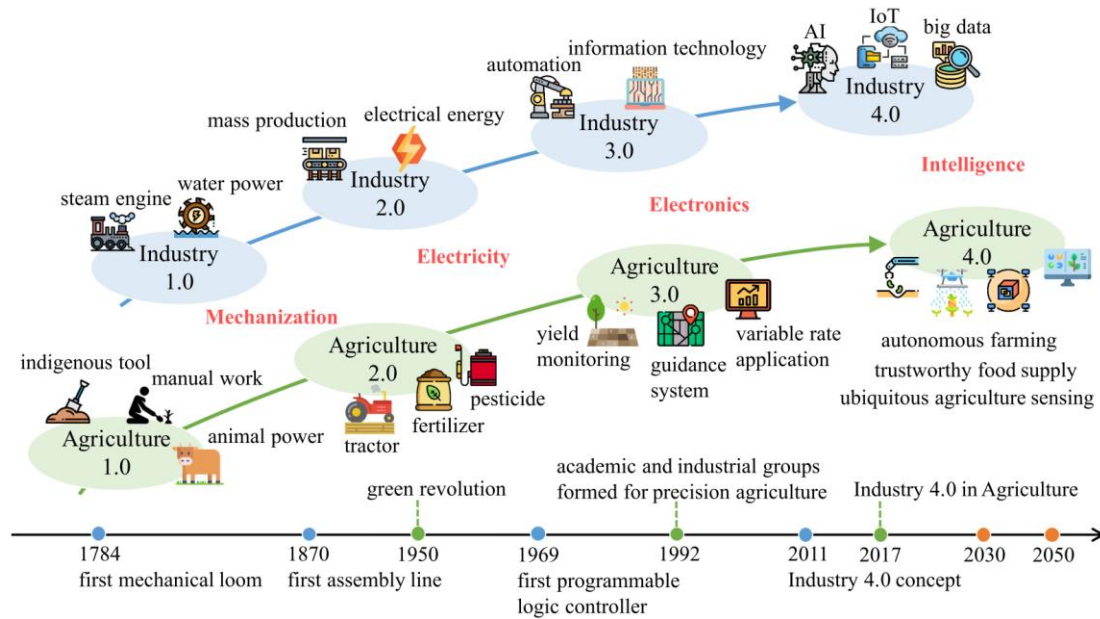 AI
IoT
big data
information technology
automation
Industry
4.0
Industry
3.0
mass production
electrical energy
Industry
2.0
steam engine
water power
Industry
1.0
Intelligence
Electronics
Electricity
Mechanization
Agriculture
4.0
autonomous farming
trustworthy food supply
ubiquitous agriculture sensing
Agriculture
3.0
yield
monitoring
guidance
system
variable rate
application
Agriculture
2.0
tractor
fertilizer
pesticide
indigenous tool
manual work
animal power
Agriculture
1.0
green revolution
academic and industrial groups
formed for precision agriculture
Industry 4.0 in Agriculture
1784
1870
1950
1969
1992
2011
2017
2030
2050
first mechanical loom
first assembly line
first programmable
logic controller
Industry 4.0 concept